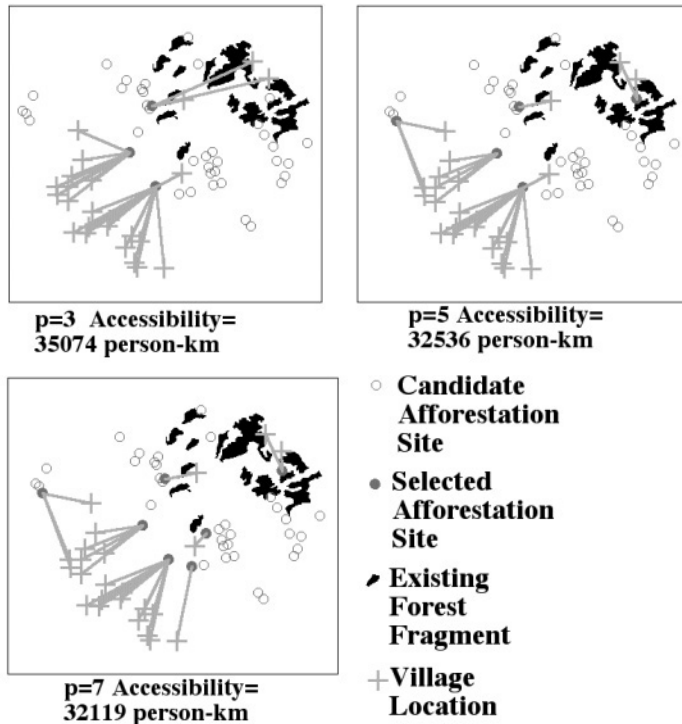 p=3 Accessibility=
35074 person-km
p=5 Accessibility=
32536 person-km
p=7 Accessibility=
32119 person-km
Candidate
Afforestation
Site
Selected
Afforestation
Site
Existing
Forest
Fragment
Village
Location